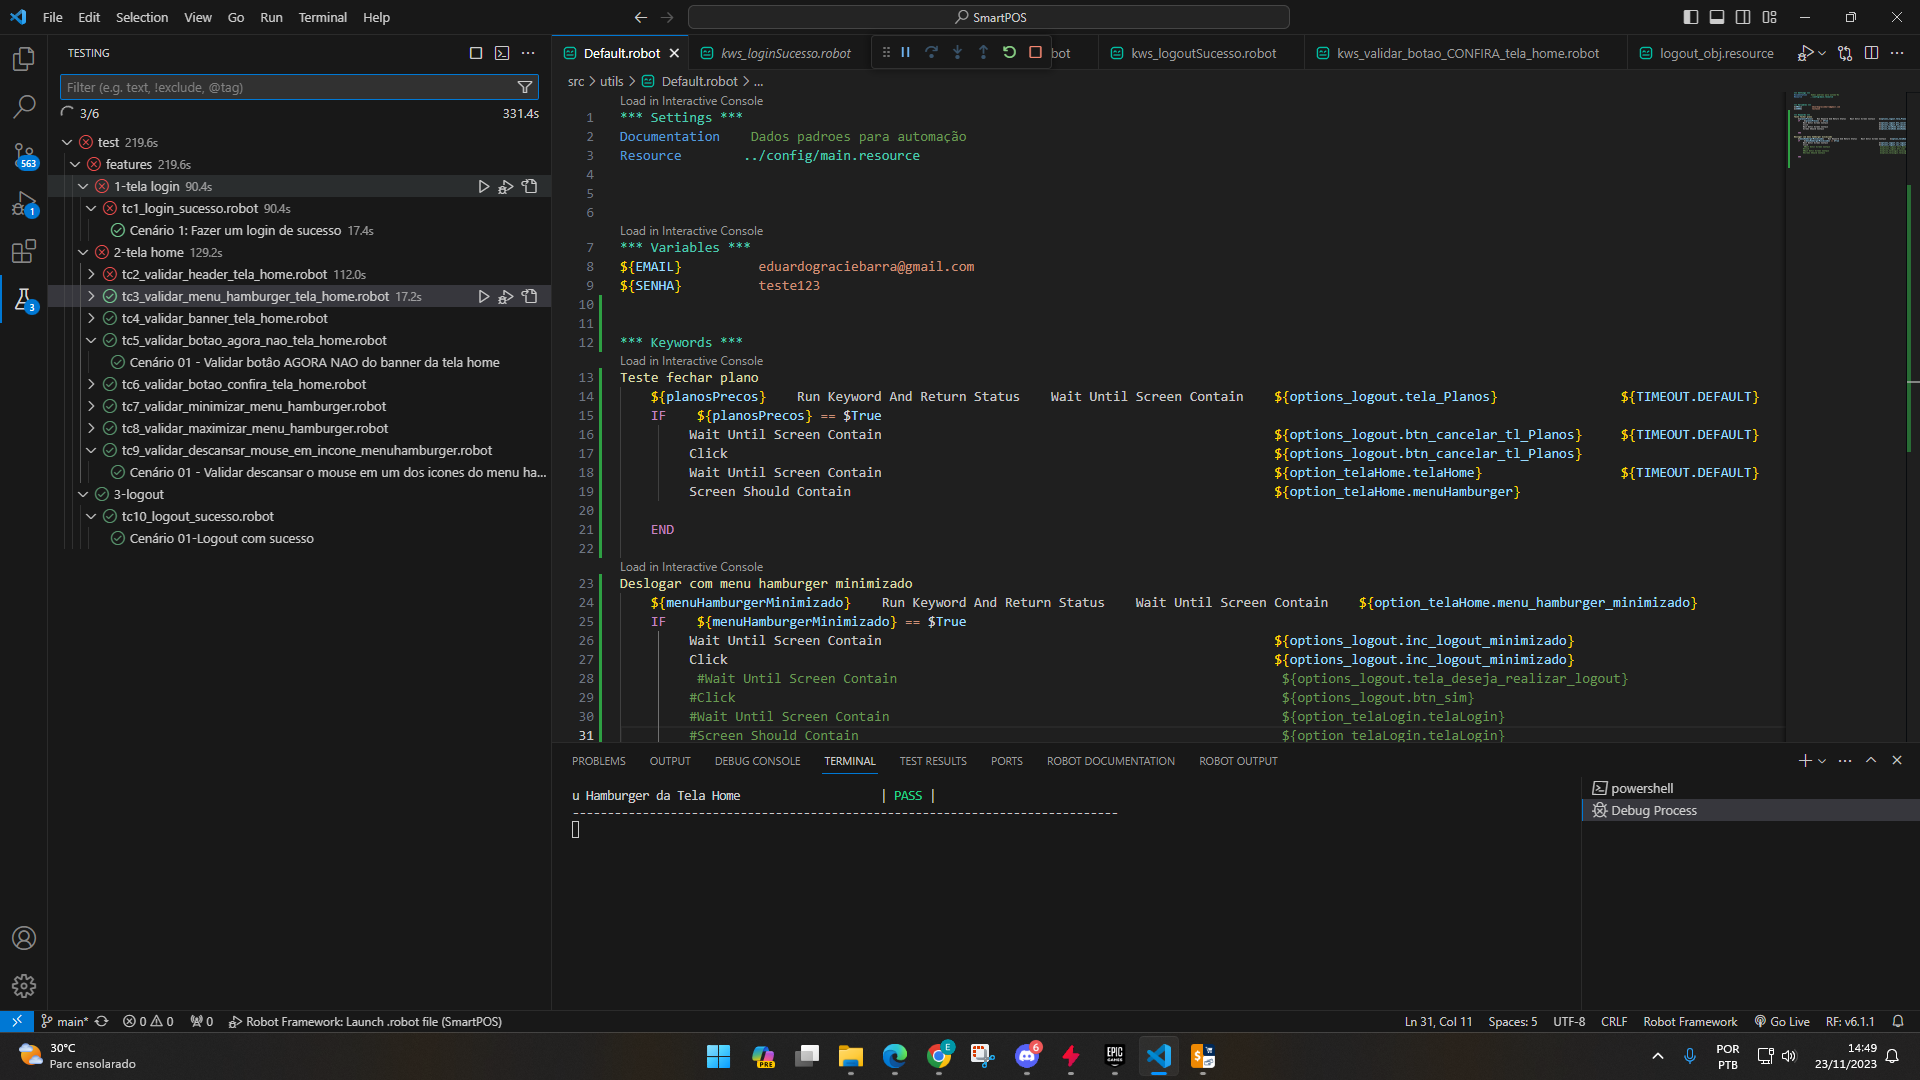 File Edit Selection View Go Run Terminal Help
SmartPOS
TESTING
Filter (e.g. text, !exclude, @tag)
3/6 331.4s
test 219.6s
features 219.6s
1-tela login 90.4s
tc1_login_sucesso.robot 90.4s
Cenário 1: Fazer um login de sucesso 17.4s
2-tela home 129.2s
tc2_validar_header_tela_home.robot 112.0s
tc3_validar_menu_hamburger_tela_home.robot 17.2s
tc4_validar_banner_tela_home.robot
tc5_validar_botao_agora_nao_tela_home.robot
Cenário 01 - Validar botâo AGORA NAO do banner da tela home
tc6_validar_botao_confira_tela_home.robot
tc7_validar_minimizar_menu_hamburger.robot
tc8_validar_maximizar_menu_hamburger.robot
tc9_validar_descansar_mouse_em_incone_menuhamburger.robot
Cenário 01 - Validar descansar o mouse em um dos icones do menu ha...
3-logout
tc10_logout_sucesso.robot
Cenário 01-Logout com sucesso
563
1
3
Default.robot kws_loginSucesso.robot bot kws_logoutSucesso.robot kws_validar_botao_CONFIRA_tela_home.robot logout_obj.resource
src > utils > Default.robot > ...
Load in Interactive Console
1 *** Settings ***
2 Documentation Dados padroes para automação
3 Resource ../config/main.resource
4
5
6
Load in Interactive Console
7 *** Variables ***
8 ${EMAIL} eduardograciebarra@gmail.com
9 ${SENHA} teste123
10
11
12 *** Keywords ***
Load in Interactive Console
13 Teste fechar plano
14 ${planosPrecos} Run Keyword And Return Status Wait Until Screen Contain ${options_logout.tela_Planos} ${TIMEOUT.DEFAULT}
15 IF ${planosPrecos} == $True
16 Wait Until Screen Contain ${options_logout.btn_cancelar_tl_Planos} ${TIMEOUT.DEFAULT}
17 Click ${options_logout.btn_cancelar_tl_Planos}
18 Wait Until Screen Contain ${option_telaHome.telaHome} ${TIMEOUT.DEFAULT}
19 Screen Should Contain ${option_telaHome.menuHamburger}
20
21 END
22
Load in Interactive Console
23 Deslogar com menu hamburger minimizado
24 ${menuHamburgerMinimizado} Run Keyword And Return Status Wait Until Screen Contain ${option_telaHome.menu_hamburger_minimizado}
25 IF ${menuHamburgerMinimizado} == $True
26 Wait Until Screen Contain ${options_logout.inc_logout_minimizado}
27 Click ${options_logout.inc_logout_minimizado}
28 #Wait Until Screen Contain ${options_logout.tela_deseja_realizar_logout}
29 #Click ${options_logout.btn_sim}
30 #Wait Until Screen Contain ${option_telaLogin.telaLogin}
31 #Screen Should Contain ${option_telaLogin.telaLogin}
PROBLEMS OUTPUT DEBUG CONSOLE TERMINAL TEST RESULTS PORTS ROBOT DOCUMENTATION ROBOT OUTPUT
u Hamburger da Tela Home | PASS |
------------------------------------------------------------------------------
powershell
Debug Process
main* 0 0 0 Robot Framework: Launch .robot file (SmartPOS) Ln 31, Col 11 Spaces: 5 UTF-8 CRLF Robot Framework Go Live RF: v6.1.1
30°C
Parc ensolarado
PRE
E
6
EPIC
GAMES
POR
PTB
14:49
23/11/2023